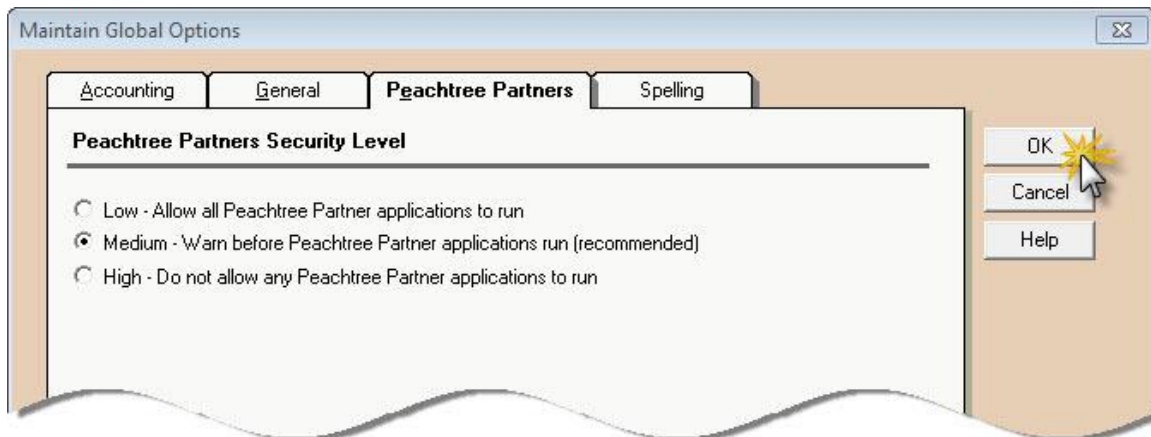 Maintain Global Options
Accounting General Peachtree Partners Spelling
Peachtree Partners Security Level
OK
Cancel
Low - Allow all Peachtree Partner applications to run
Medium - Warn before Peachtree Partner applications run (recommended)
Help
High - Do not allow any Peachtree Partner applications to run